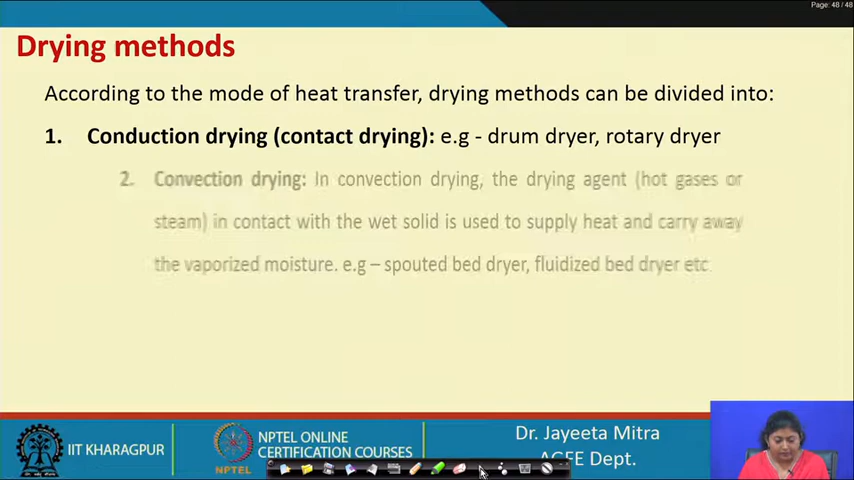 Page: 48 / 48
Drying methods
According to the mode of heat transfer, drying methods can be divided into:
1. Conduction drying (contact drying): e.g - drum dryer, rotary dryer
2. Convection drying: In convection drying, the drying agent (hot gases or
steam) in contact with the wet solid is used to supply heat and carry away
the vaporized moisture. e.g – spouted bed dryer, fluidized bed dryer etc
IIT KHARAGPUR
NPTEL
NPTEL ONLINE
CERTIFICATION COURSES
Dr. Jayeeta Mitra
AGFE Dept.